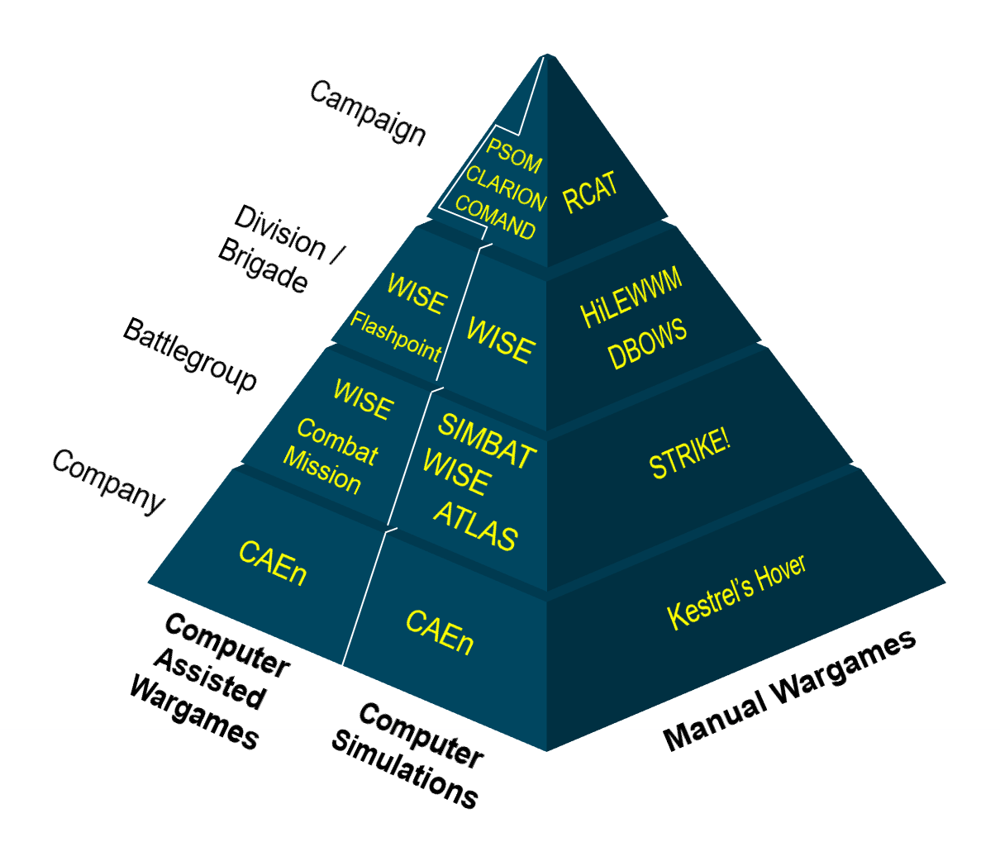 Campaign
PSOM
CLARION
COMAND
RCAT
Division /
Brigade
WISE
Flashpoint
WISE
HiLEWWM
DBOWS
Battlegroup
WISE
Combat
Mission
SIMBAT
WISE
ATLAS
STRIKE!
Company
CAEn
CAEn
Kestrel's Hover
Computer
Assisted
Wargames
Computer
Simulations
Manual Wargames